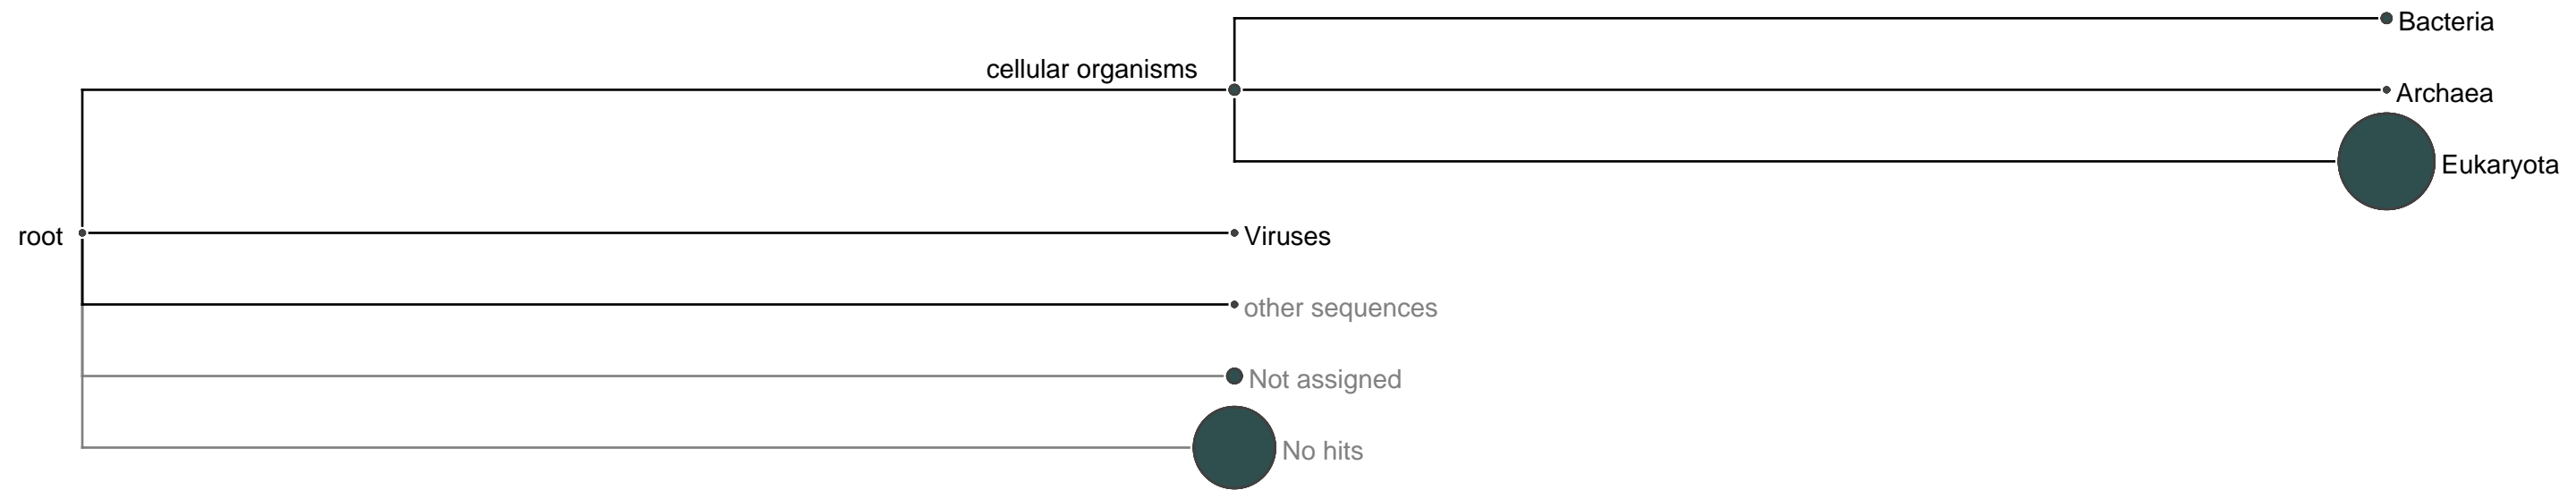 Bacteria
cellular organisms
Archaea
Eukaryota
root
Viruses
other sequences
Not assigned
No hits